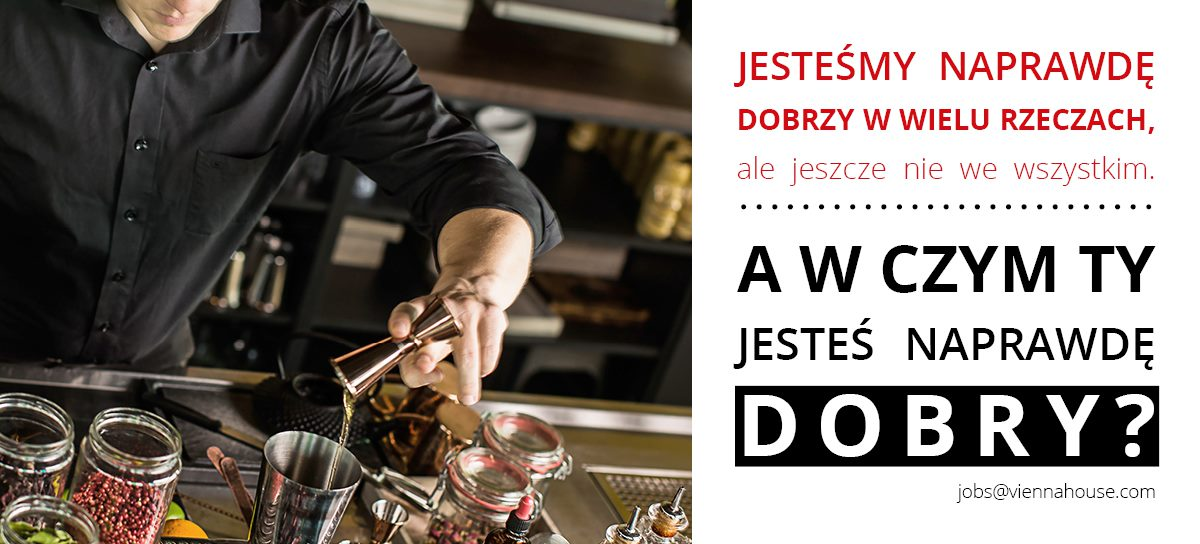 JESTEŚMY NAPRAWDĘ
DOBRZY W WIELU RZECZACH,
ale jeszcze nie we wszystkim.
A W CZYM TY
JESTEŚ NAPRAWDĘ
DOBRY?
jobs@viennahouse.com